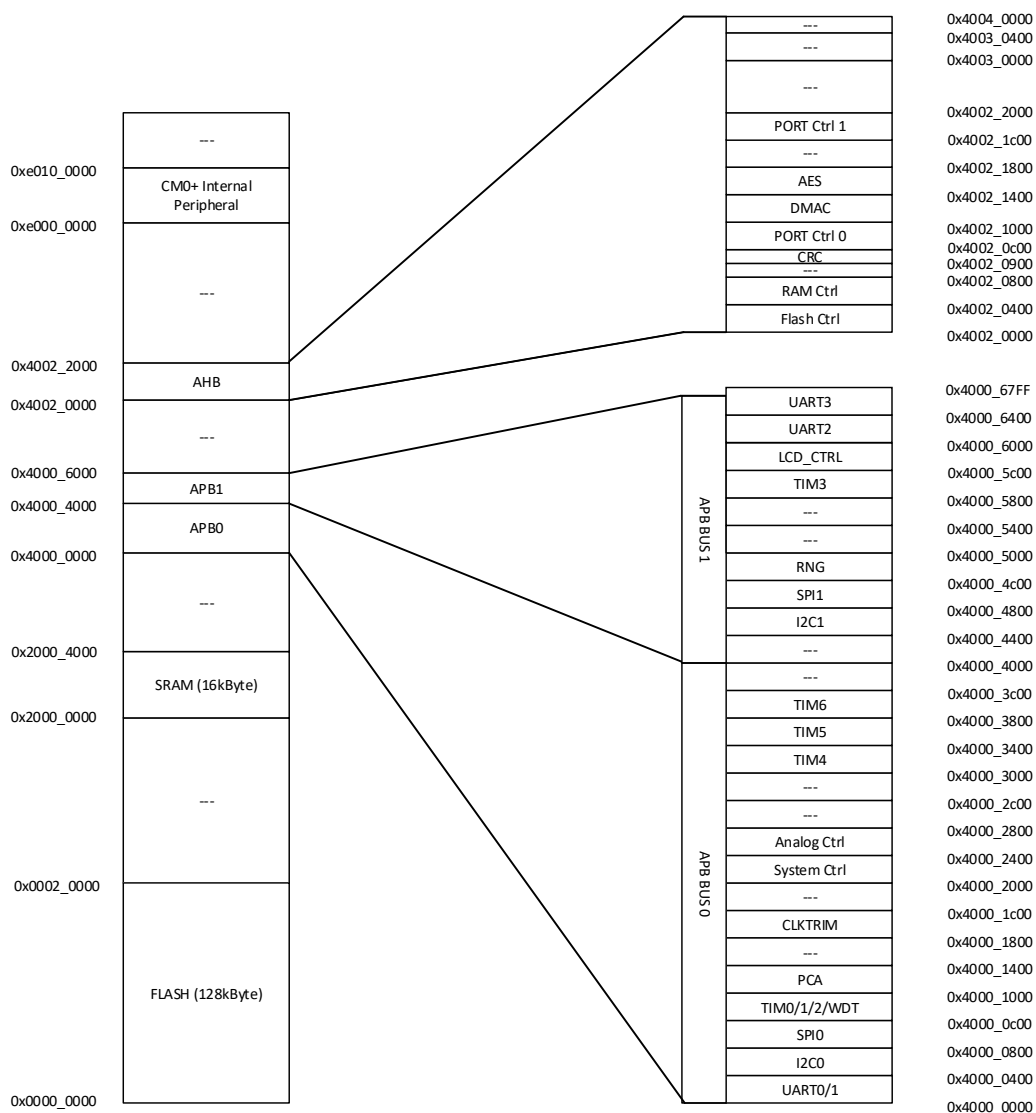 ---
0xe010_0000
CM0+ Internal
Peripheral
0xe000_0000
---
0x4002_2000
AHB
0x4002_0000
---
0x4000_6000
APB1
0x4000_4000
APB0
0x4000_0000
---
0x2000_4000
SRAM (16kByte)
0x2000_0000
---
0x0002_0000
FLASH (128kByte)
0x0000_0000
0x4004_0000
---
0x4003_0400
---
0x4003_0000
---
0x4002_2000
PORT Ctrl 1
0x4002_1c00
---
0x4002_1800
AES
0x4002_1400
DMAC
0x4002_1000
PORT Ctrl 0
0x4002_0c00
CRC
0x4002_0900
---
0x4002_0800
RAM Ctrl
0x4002_0400
Flash Ctrl
0x4002_0000
APB BUS 1
0x4000_67FF
UART3
0x4000_6400
UART2
0x4000_6000
LCD_CTRL
0x4000_5c00
TIM3
0x4000_5800
---
0x4000_5400
---
0x4000_5000
RNG
0x4000_4c00
SPI1
0x4000_4800
I2C1
0x4000_4400
---
0x4000_4000
APB BUS 0
---
0x4000_3c00
TIM6
0x4000_3800
TIM5
0x4000_3400
TIM4
0x4000_3000
---
0x4000_2c00
---
0x4000_2800
Analog Ctrl
0x4000_2400
System Ctrl
0x4000_2000
---
0x4000_1c00
CLKTRIM
0x4000_1800
---
0x4000_1400
PCA
0x4000_1000
TIM0/1/2/WDT
0x4000_0c00
SPI0
0x4000_0800
I2C0
0x4000_0400
UART0/1
0x4000_0000